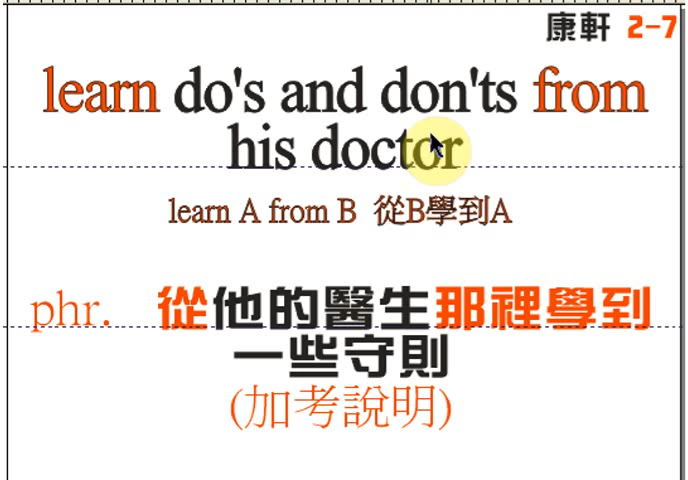 康軒 2-7
learn do's and don'ts from
his doctor
learn A from B 從B學到A
phr. 從他的醫生那裡學到
一些守則
(加考說明)